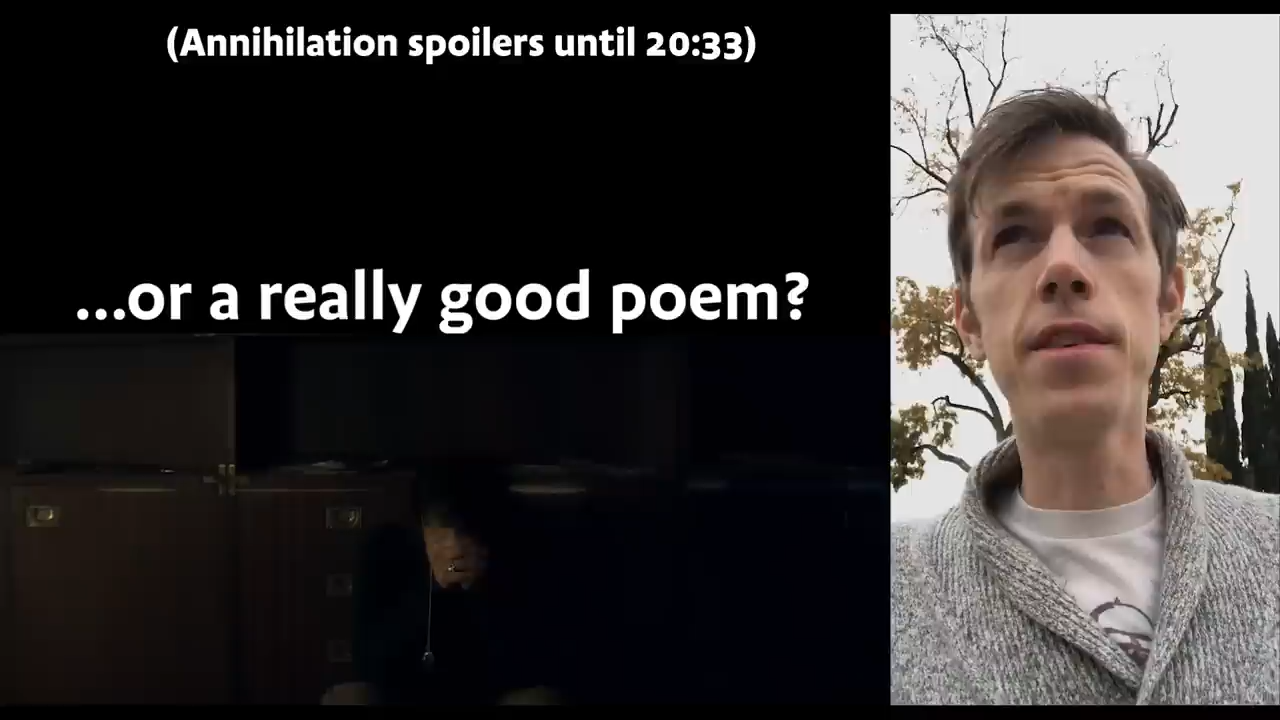 (Annihilation spoilers until 20:33)
...or a really good poem?